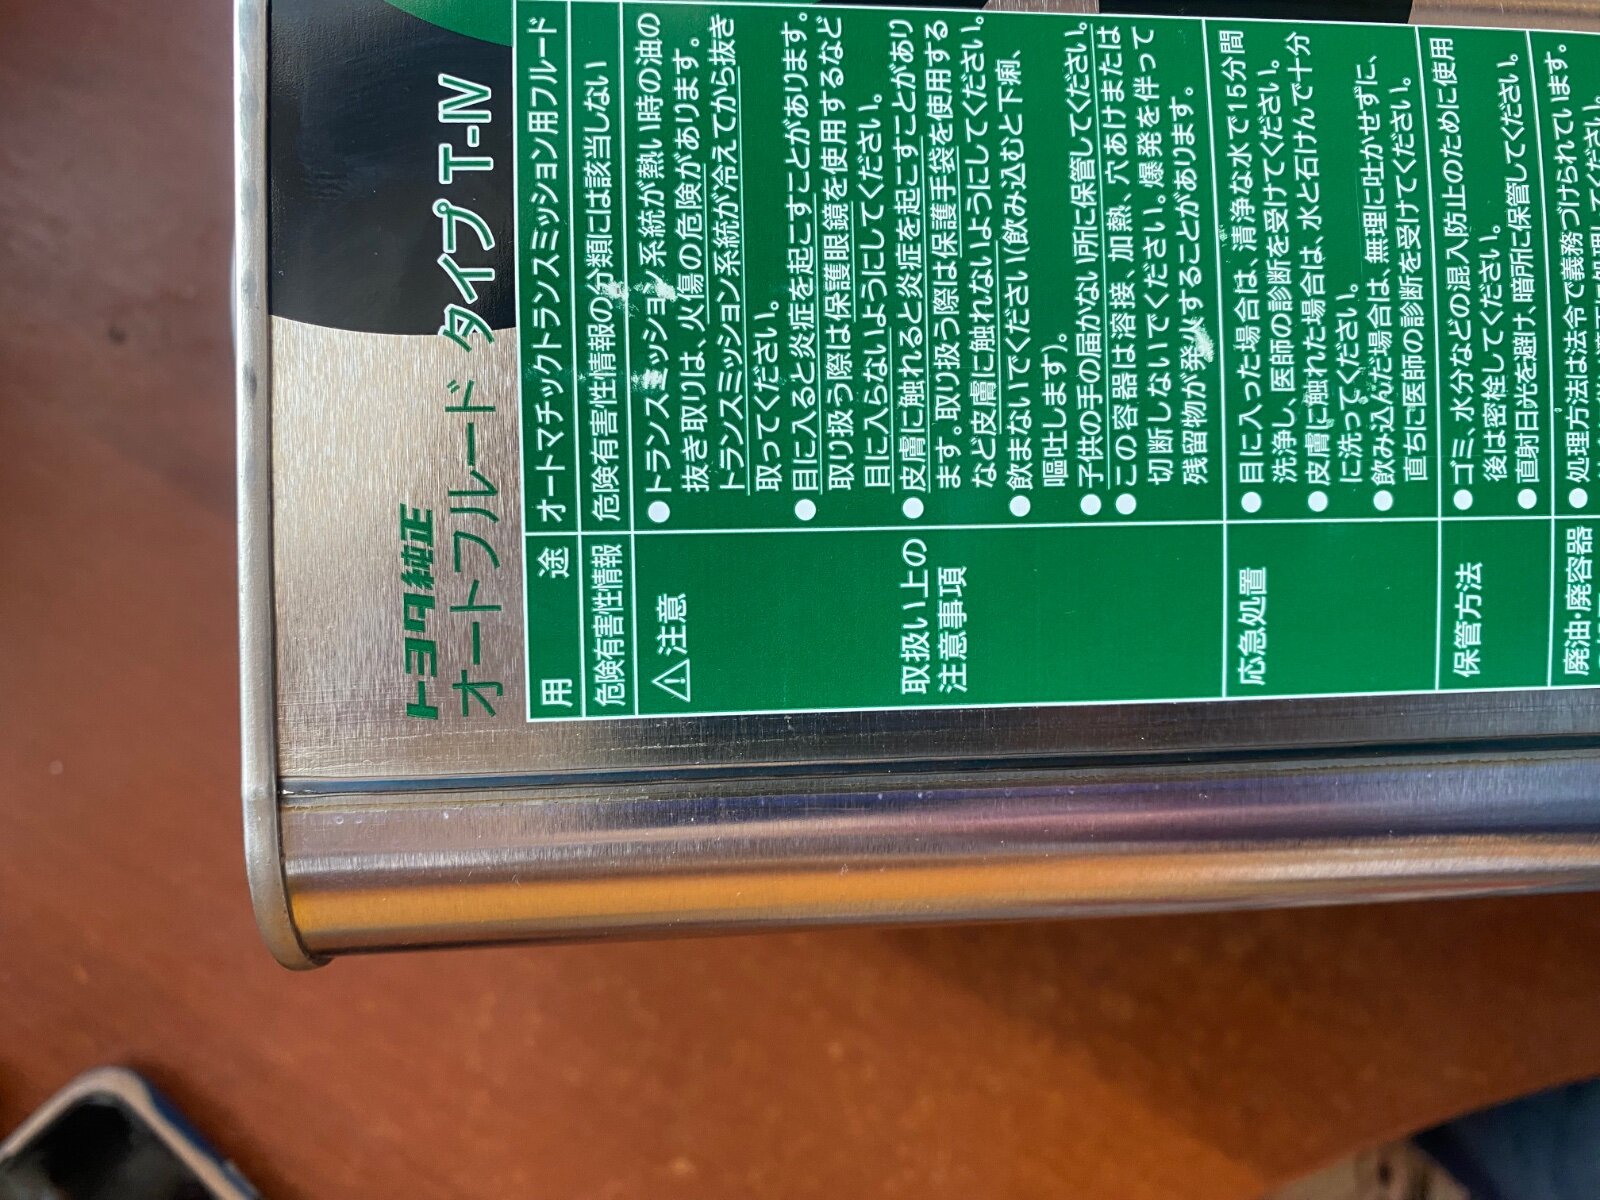 トヨタ純正
オートフルード タイプ T-IV
用 途 オートマチックトランスミッション用フルード
危険有害性情報 危険有害性情報の分類には該当しない
⚠注意
取扱い上の
注意事項
●トランスミッション系統が熱い時の油の
抜き取りは、火傷の危険があります。
トランスミッション系統が冷えてから抜き
取ってください。
●目に入ると炎症を起こすことがあります。
取り扱う際は保護眼鏡を使用するなど
目に入らないようにしてください。
●皮膚に触れると炎症を起こすことがあり
ます。取り扱う際は保護手袋を使用する
など皮膚に触れないようにしてください。
●飲まないでください(飲み込むと下痢、
嘔吐します)。
●子供の手の届かない所に保管してください。
●この容器は溶接、加熱、穴あけまたは
切断しないでください。爆発を伴って
残留物が発火することがあります。
応急処置
●目に入った場合は、清浄な水で15分間
洗浄し、医師の診断を受けてください。
●皮膚に触れた場合は、水と石けんで十分
に洗ってください。
●飲み込んだ場合は、無理に吐かせずに、
直ちに医師の診断を受けてください。
保管方法
●ゴミ、水分などの混入防止のために使用
後は密栓してください。
●直射日光を避け、暗所に保管してください。
廃油・廃容器
●処理方法は法令で義務づけられています。